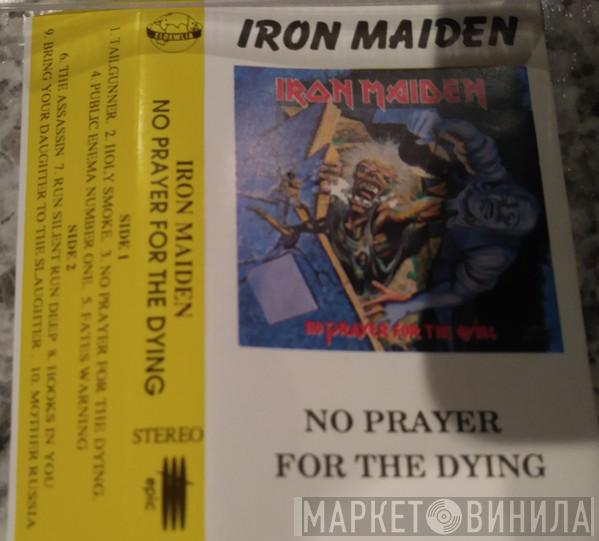 IRON MAIDEN
IRON MAIDEN
NO PRAYER FOR THE DYING
NO PRAYER
FOR THE DYING
ELDAWLIA
IRON MAIDEN
NO PRAYER FOR THE DYING
STEREO
epic
SIDE 1
1. TAILGUNNER 2. HOLY SMOKE. 3. NO PRAYER FOR THE DYING.
4. PUBLIC ENEMA NUMBER ONE. 5. FATES WARNING
SIDE 2
6. THE ASSASSIN 7. RUN SILENT RUN DEEP 8. HOOKS IN YOU
9. BRING YOUR DAUGHTER TO THE SLAUGHTER . 10. MOTHER RUSSIA
МАРКЕТ ВИНИЛА